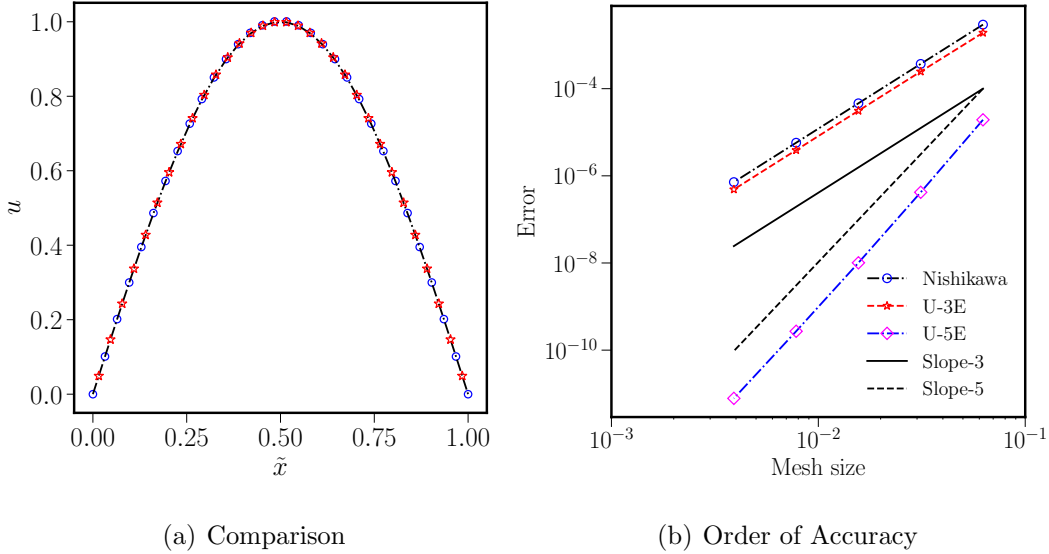 1.0
0.8
0.6
0.4
0.2
0.0
u
0.00 0.25 0.50 0.75 1.00
x̃
(a) Comparison
10⁻⁴
10⁻⁶
10⁻⁸
10⁻¹⁰
Error
Nishikawa
U-3E
U-5E
Slope-3
Slope-5
10⁻³ 10⁻² 10⁻¹
Mesh size
(b) Order of Accuracy